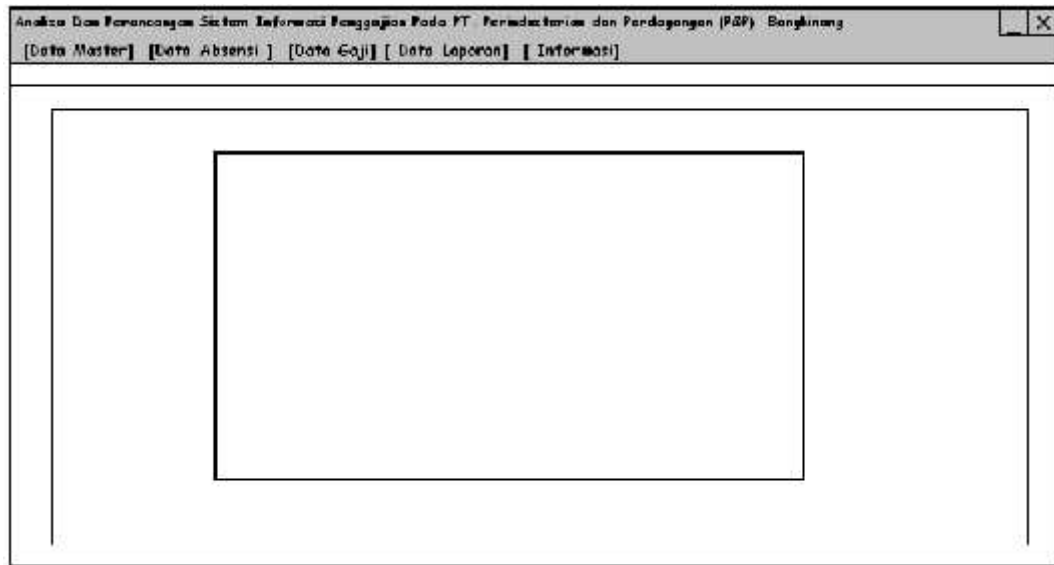 Analisa Dan Perancangan Sistem Informasi Penggajian Pada PT. Perindustrian dan Perdagangan (P&P) Bangkinang
[Data Master] [Data Absensi ] [Data Gaji] [ Data Laporan] [ Informasi]